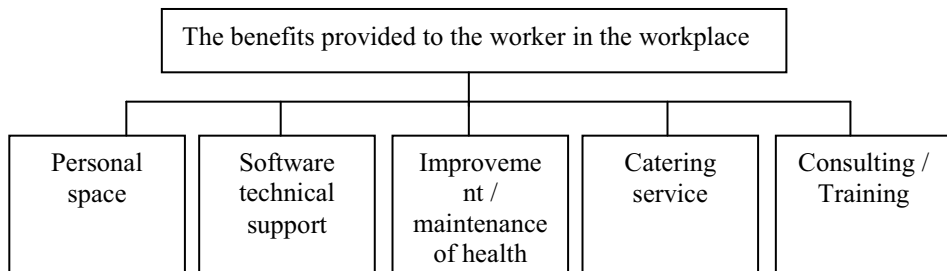 The benefits provided to the worker in the workplace
Personal
space
Software
technical
support
Improveme
nt /
maintenance
of health
Catering
service
Consulting /
Training